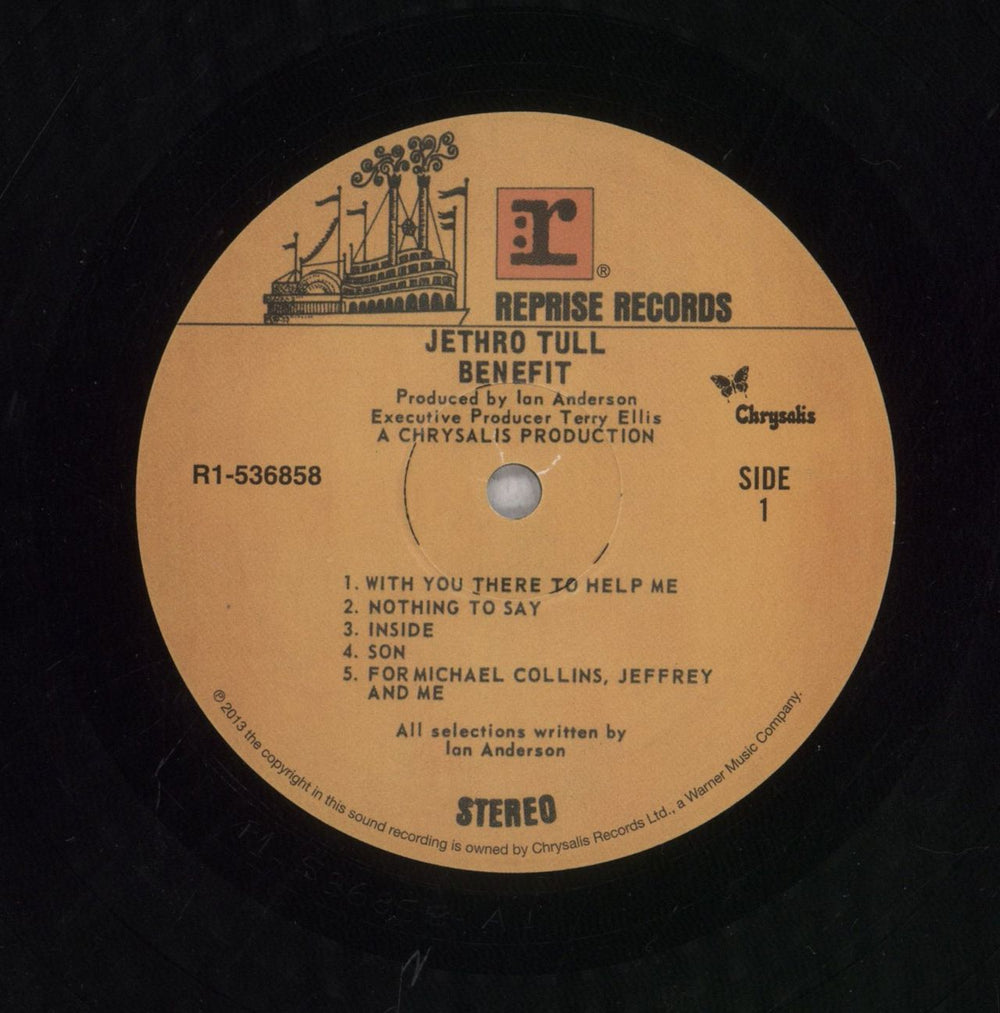 r
®
REPRISE RECORDS
JETHRO TULL
BENEFIT
Produced by Ian Anderson
Executive Producer Terry Ellis
A CHRYSALIS PRODUCTION
Chrysalis
R1-536858
SIDE
1
1. WITH YOU THERE TO HELP ME
2. NOTHING TO SAY
3. INSIDE
4. SON
5. FOR MICHAEL COLLINS, JEFFREY
AND ME
All selections written by
Ian Anderson
STEREO
℗ 2013 the copyright in this sound recording is owned by Chrysalis Records Ltd., a Warner Music Company.